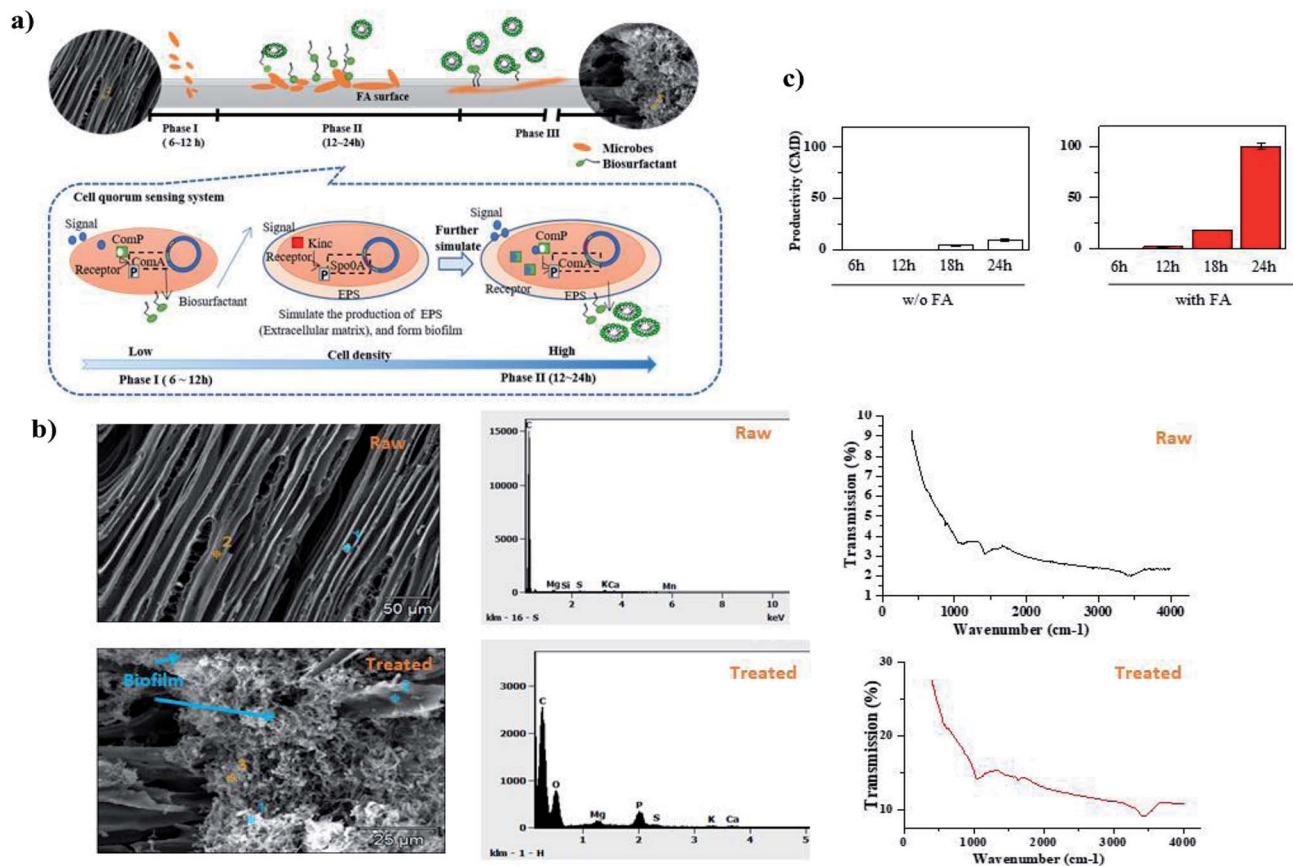 a)
FA surface
Phase I
( 6~12 h)
Phase II
(12~24h)
Phase III
Microbes
Biosurfactant
Cell quorum sensing system
Signal
ComP
Receptor
ComA
P
Biosurfactant
Signal
Kinc
Receptor
Spo0A
P
EPS
Simulate the production of EPS
(Extracellular matrix), and form biofilm
Further
simulate
Signal
ComP
ComA
P
Receptor
EPS
Low
Cell density
High
Phase I ( 6 ~ 12h)
Phase II (12~24h)
c)
Productivity (CMD)
100
50
0
6h 12h 18h 24h
w/o FA
100
50
0
6h 12h 18h 24h
with FA
b)
Raw
2
1
50 µm
Raw
C
15000
10000
5000
0
Mg Si S K Ca Mn
2 4 6 8 10
klm - 16 - S
keV
Raw
Transmission (%)
10
9
8
7
6
5
4
3
2
1
0 1000 2000 3000 4000
Wavenumber (cm-1)
Treated
Biofilm
3
1
25 µm
Treated
3000
2000
1000
0
C
O
Mg
P
S
K
Ca
1 2 3 4 5
klm - 1 - H
Treated
Transmission (%)
30
20
10
0 1000 2000 3000 4000
Wavenumber (cm-1)